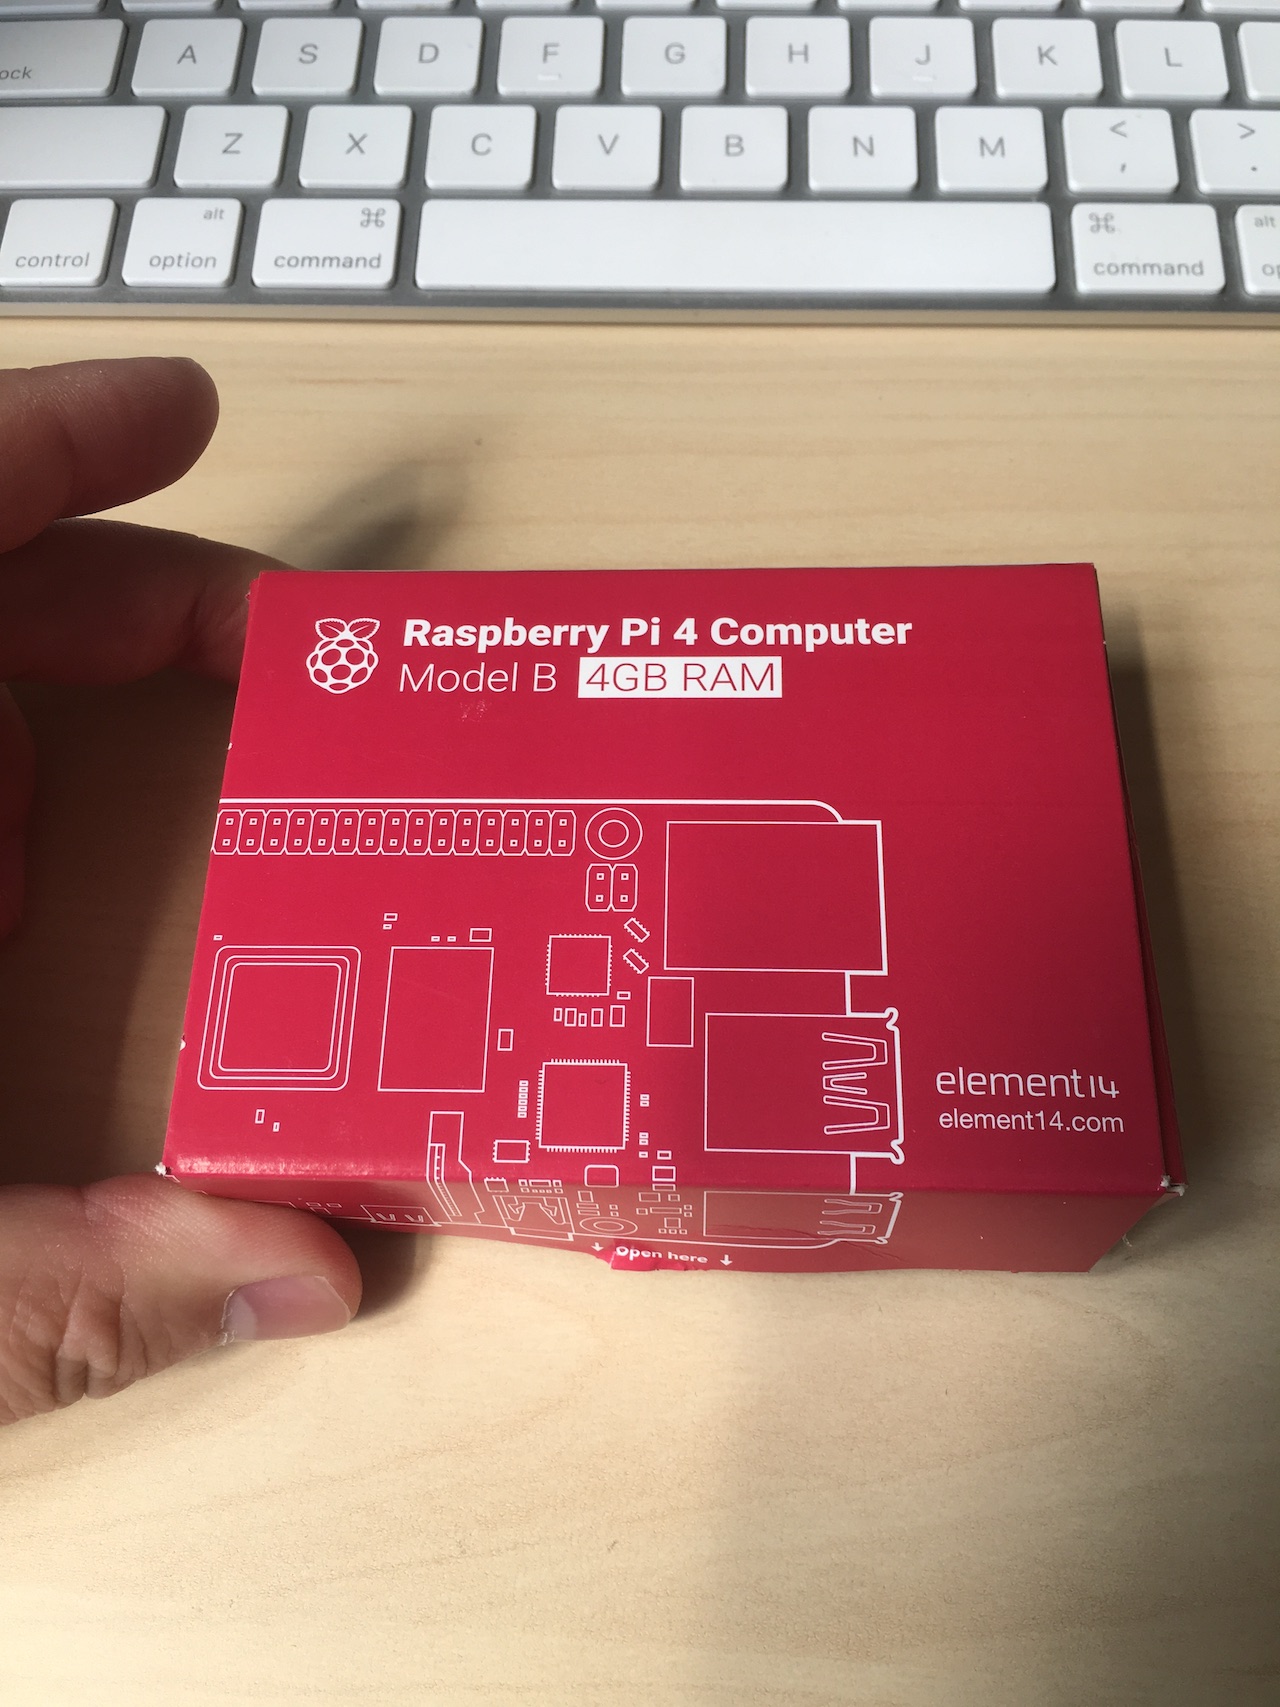 ock A S D F G H J K L
Z X C V B N M < , > .
control alt option ⌘ command ⌘ command alt op
Raspberry Pi 4 Computer
Model B 4GB RAM
element14
element14.com
↓ Open here ↓